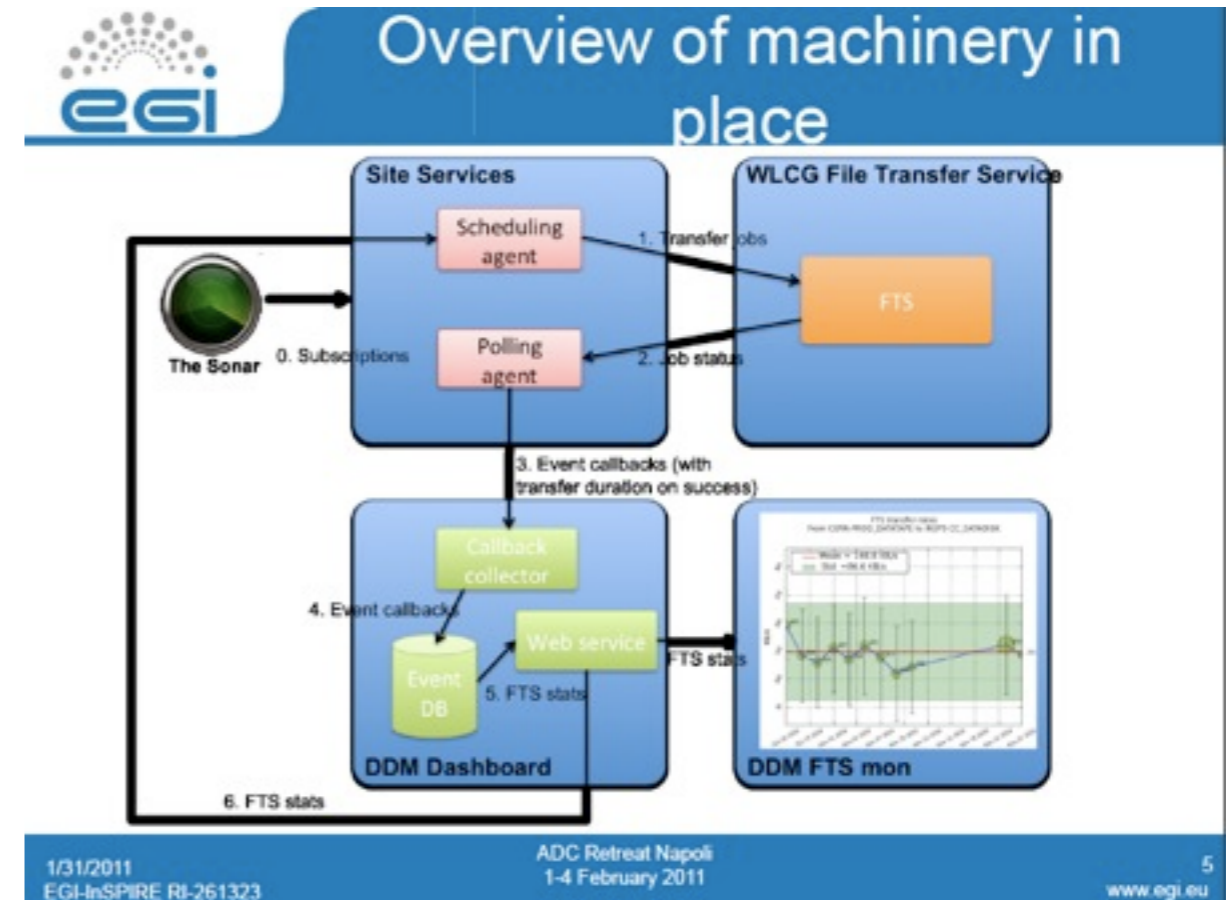 egi
Overview of machinery in
place
Site Services
WLCG File Transfer Service
Scheduling
agent
1. Transfer jobs
FTS
The Sonar
0. Subscriptions
Polling
agent
2. Job status
3. Event callbacks (with
transfer duration on success)
Callback
collector
4. Event callbacks
Web service
FTS stats
Event
DB
5. FTS stats
DDM Dashboard
DDM FTS mon
6. FTS stats
1/31/2011
EGI-InSPIRE RI-261323
ADC Retreat Napoli
1-4 February 2011
5
www.egi.eu